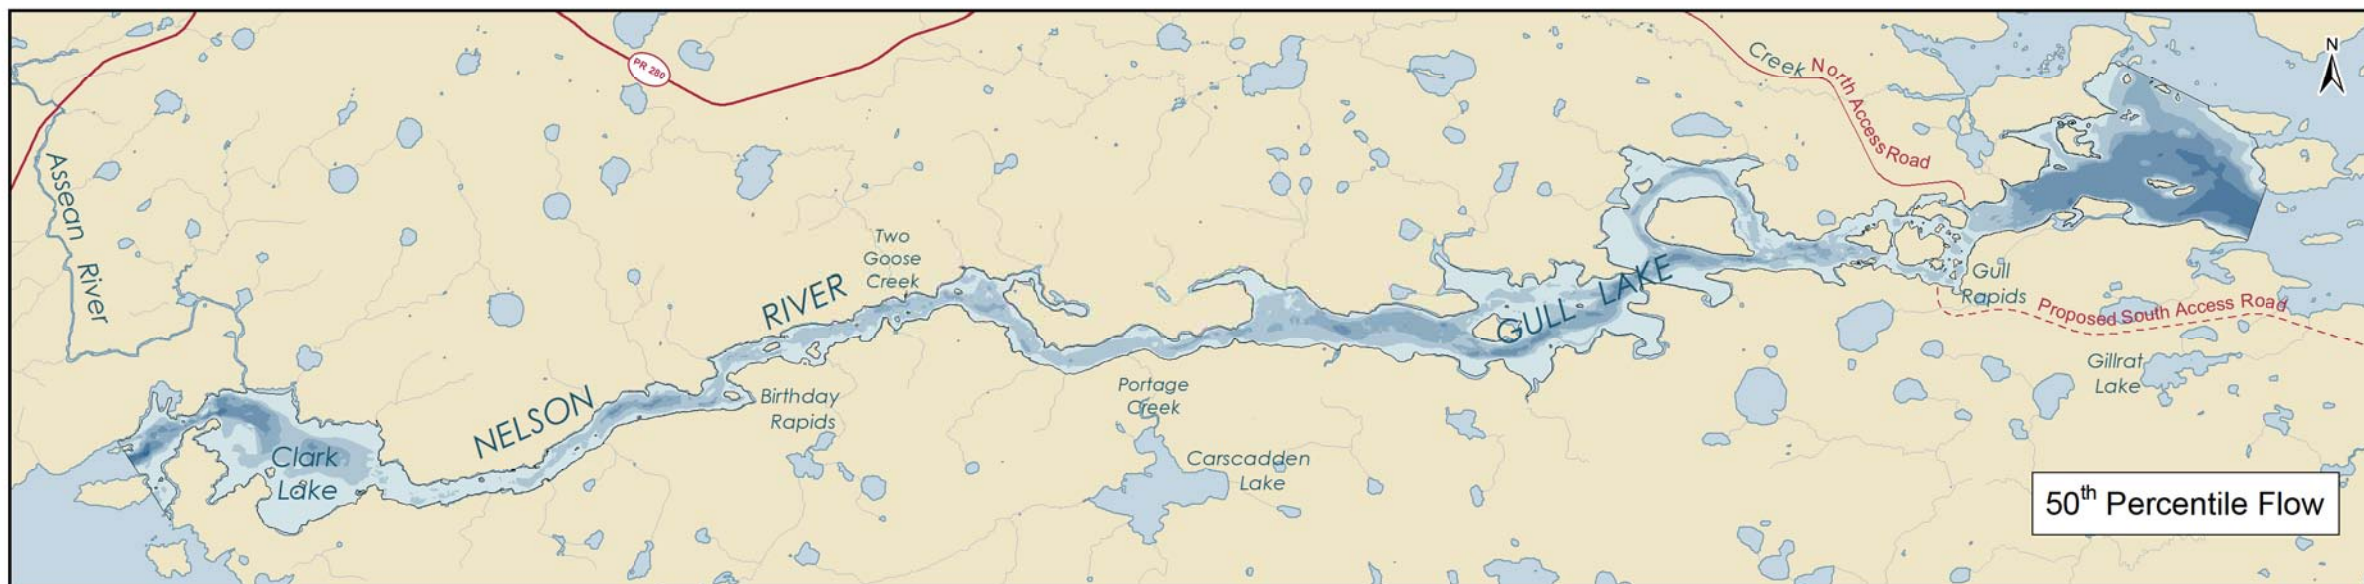 PR 280
Creek
North Access Road
N
Assean
River
Two
Goose
Creek
RIVER
GULL LAKE
Gull
Rapids
Proposed South Access Road
Gillrat
Lake
NELSON
Birthday
Rapids
Portage
Creek
Clark
Lake
Carscadden
Lake
50th Percentile Flow